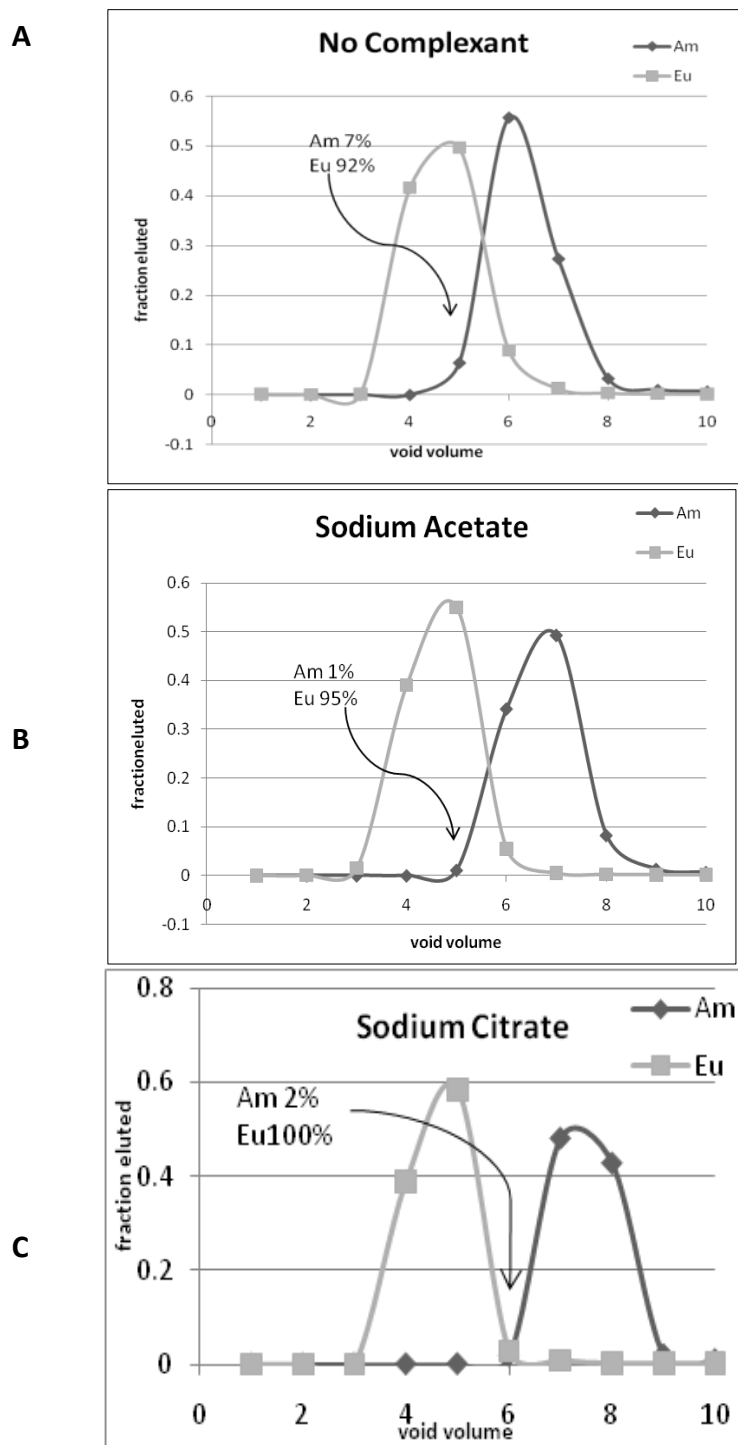 A
No Complexant
Am
Eu
Am 7%
Eu 92%
fraction eluted
0.6
0.5
0.4
0.3
0.2
0.1
0
-0.1
0 2 4 6 8 10
void volume
B
Sodium Acetate
Am
Eu
Am 1%
Eu 95%
fractioneluted
0.6
0.5
0.4
0.3
0.2
0.1
0
-0.1
0 2 4 6 8 10
void volume
C
Sodium Citrate
Am
Eu
Am 2%
Eu100%
fraction eluted
0.8
0.6
0.4
0.2
0
0 2 4 6 8 10
void volume